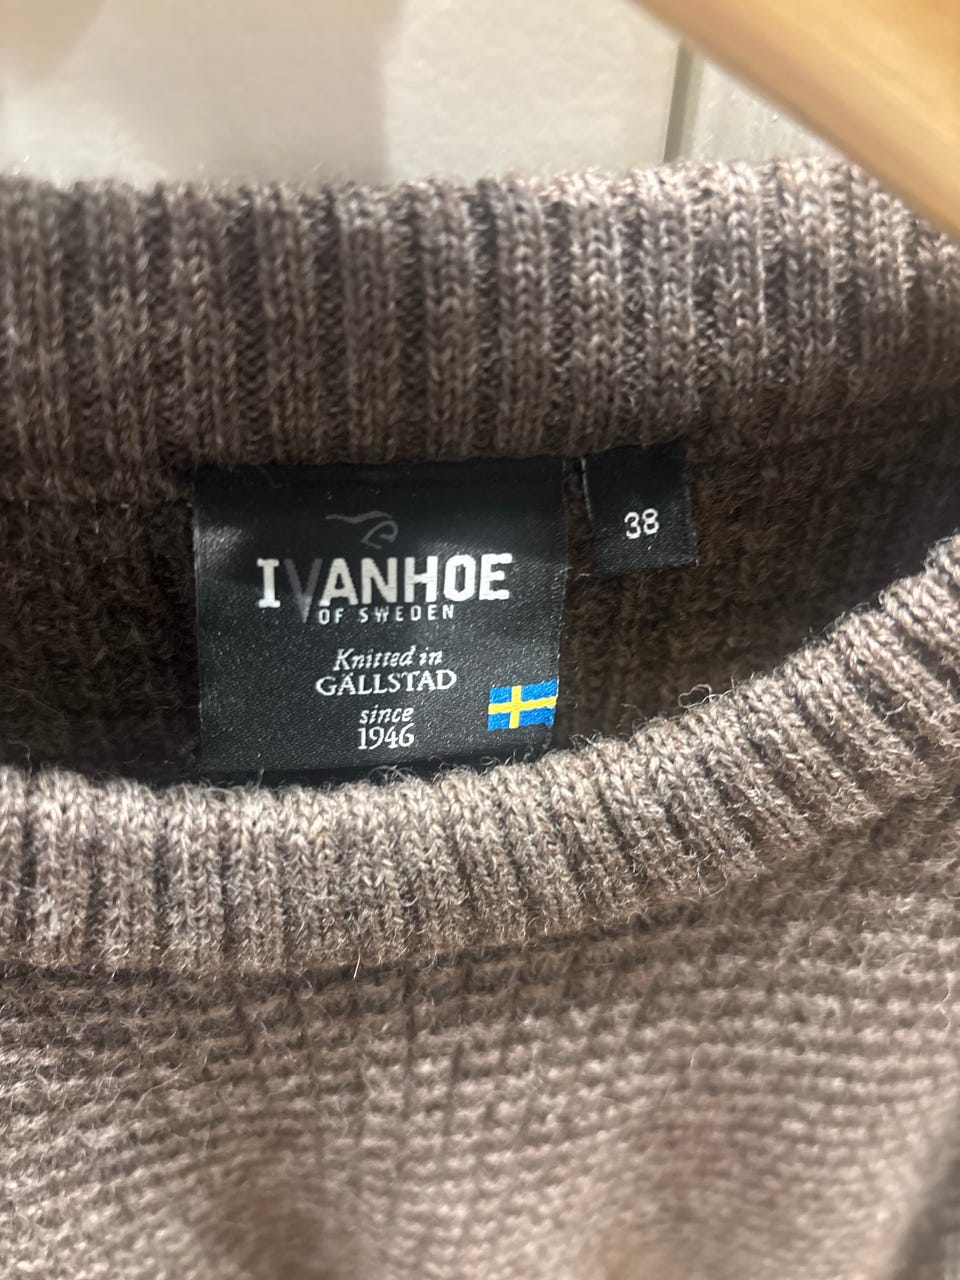 IVANHOE
OF SWEDEN
Knitted in
GÄLLSTAD
since
1946
38